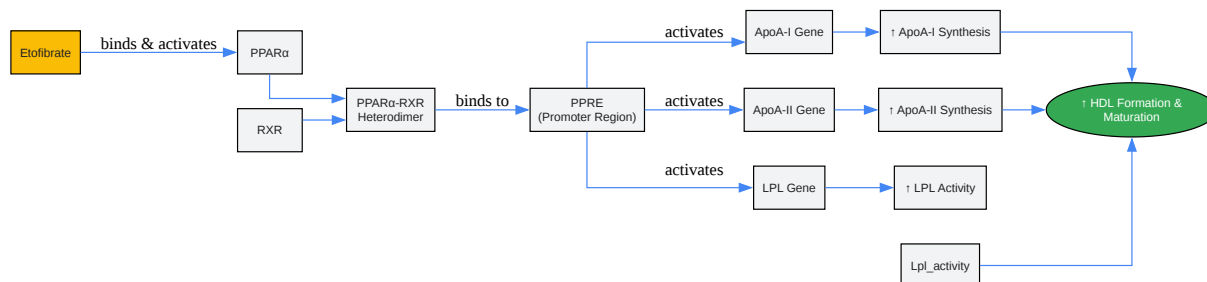 Etofibrate
binds & activates
PPARα
RXR
PPARα-RXR
Heterodimer
binds to
PPRE
(Promoter Region)
activates
ApoA-I Gene
↑ ApoA-I Synthesis
activates
ApoA-II Gene
↑ ApoA-II Synthesis
↑ HDL Formation &
Maturation
activates
LPL Gene
↑ LPL Activity
Lpl_activity